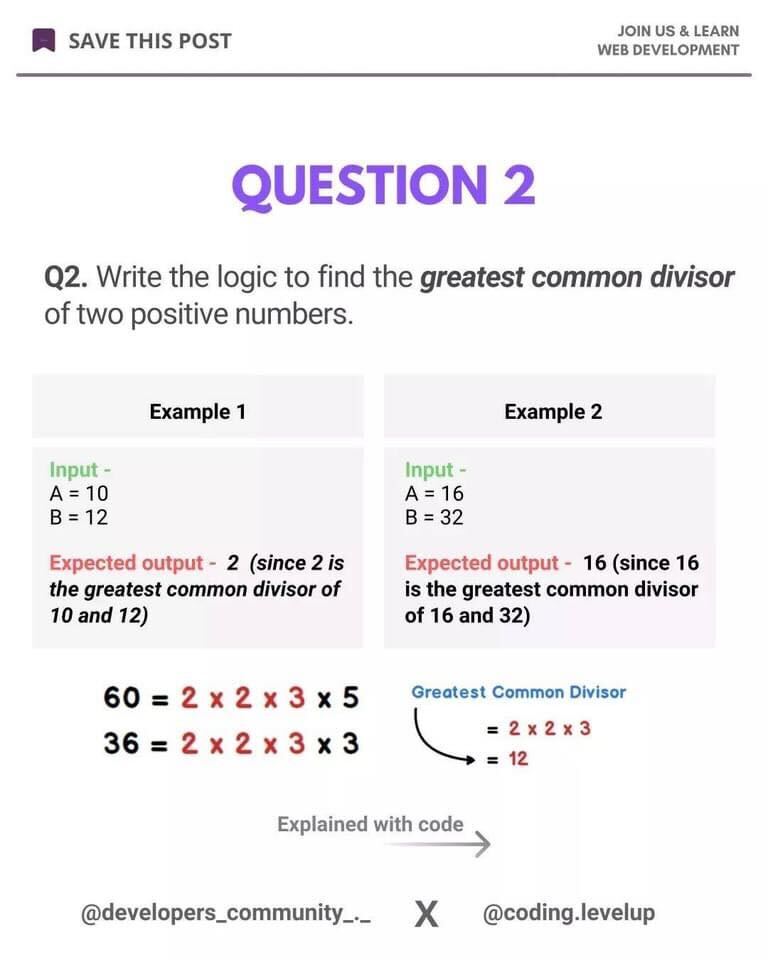 SAVE THIS POST
JOIN US & LEARN
WEB DEVELOPMENT
QUESTION 2
Q2. Write the logic to find the greatest common divisor
of two positive numbers.
Example 1
Input -
A = 10
B = 12
Expected output - 2 (since 2 is
the greatest common divisor of
10 and 12)
Example 2
Input -
A = 16
B = 32
Expected output - 16 (since 16
is the greatest common divisor
of 16 and 32)
60 = 2 x 2 x 3 x 5
36 = 2 x 2 x 3 x 3
Greatest Common Divisor
= 2 x 2 x 3
= 12
Explained with code
@developers_community_._ X @coding.levelup